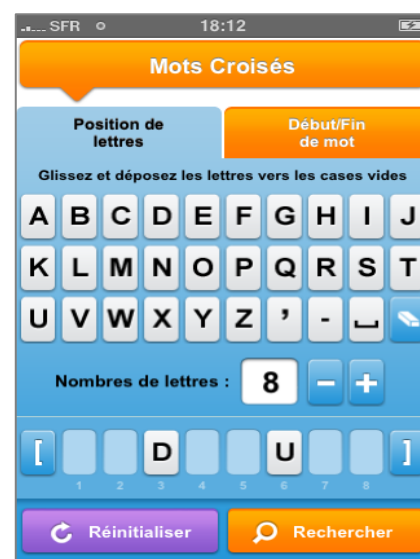 SFR 18:12
Mots Croisés
Position de
lettres
Début/Fin
de mot
Glissez et déposez les lettres vers les cases vides
A B C D E F G H I J
K L M N O P Q R S T
U V W X Y Z ' -
Nombres de lettres : 8 - +
[ D U ]
1 2 3 4 5 6 7 8
Réinitialiser Rechercher